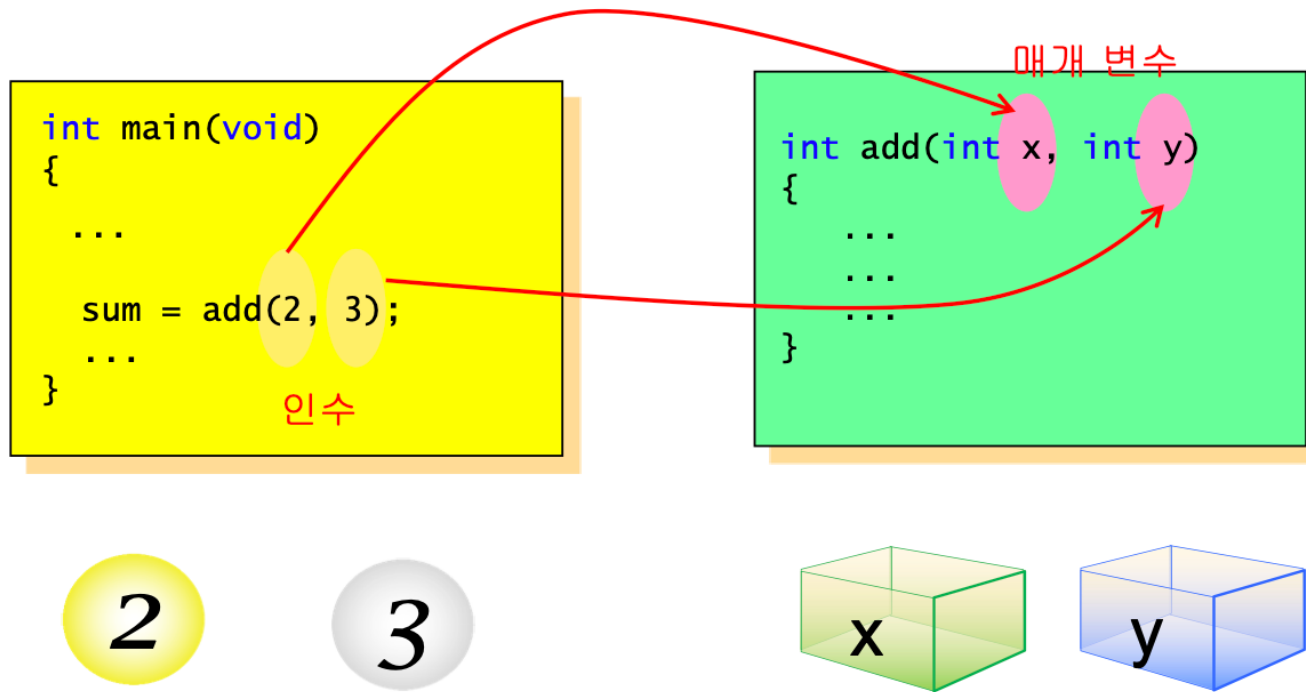 int main(void)
{
...
sum = add(2, 3);
...
}
인수
매개 변수
int add(int x, int y)
{
...
...
...
}
2
3
x
y